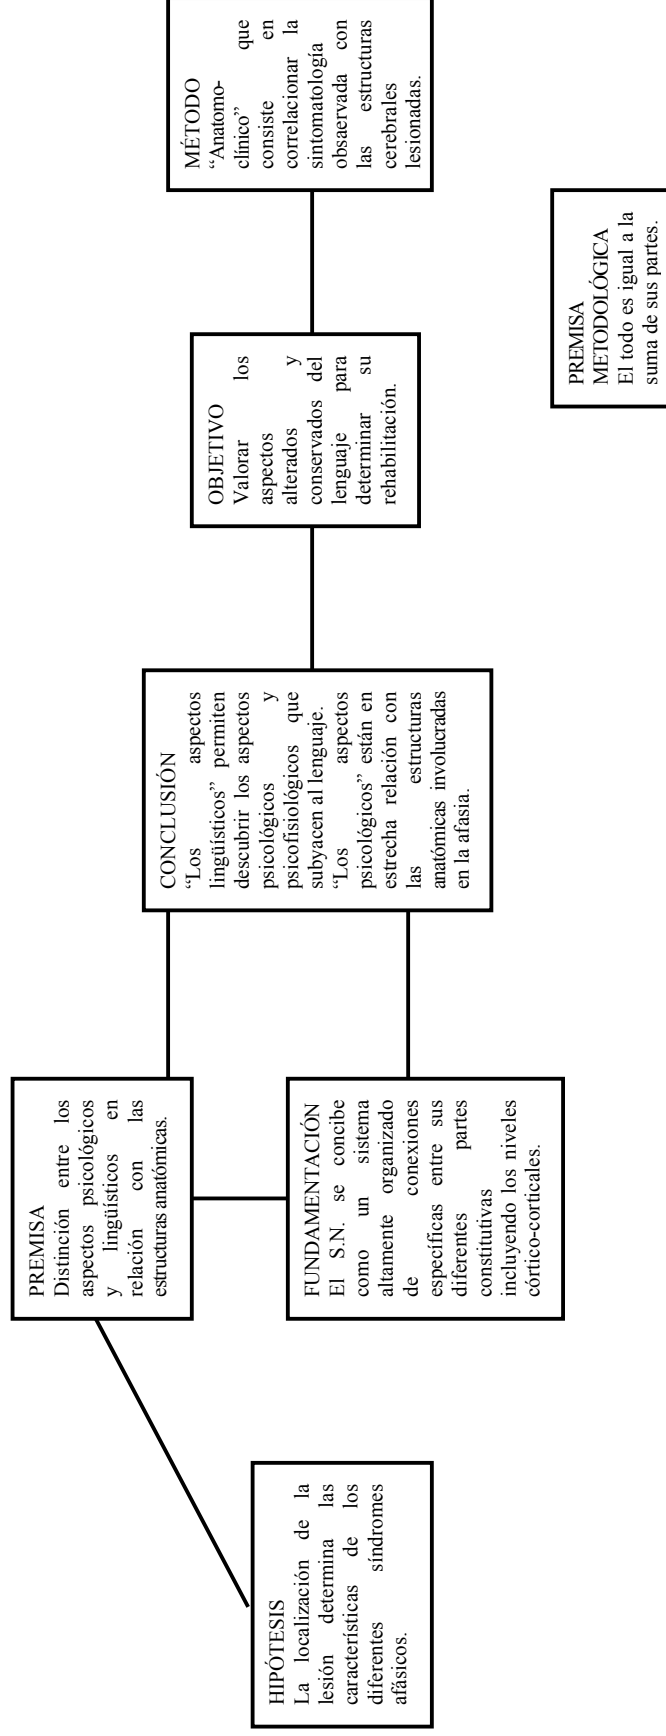 HIPÓTESIS
La localización de la
lesión determina las
características de los
diferentes síndromes
afásicos.
PREMISA
Distinción entre los
aspectos psicológicos
y lingüísticos en
relación con las
estructuras anatómicas.
FUNDAMENTACIÓN
El S.N. se concibe
como un sistema
altamente organizado
de conexiones
específicas entre sus
diferentes partes
constitutivas
incluyendo los niveles
córtico-corticales.
CONCLUSIÓN
“Los aspectos
lingüísticos” permiten
descubrir los aspectos
psicológicos y
psicofisiológicos que
subyacen al lenguaje.
“Los aspectos
psicológicos” están en
estrecha relación con
las estructuras
anatómicas involucradas
en la afasia.
OBJETIVO
Valorar los
aspectos
alterados y
conservados del
lenguaje para
determinar su
rehabilitación.
MÉTODO
“Anatomo-
clínico” que
consiste en
correlacionar la
sintomatología
obsaervada con
las estructuras
cerebrales
lesionadas.
PREMISA
METODOLÓGICA
El todo es igual a la
suma de sus partes.